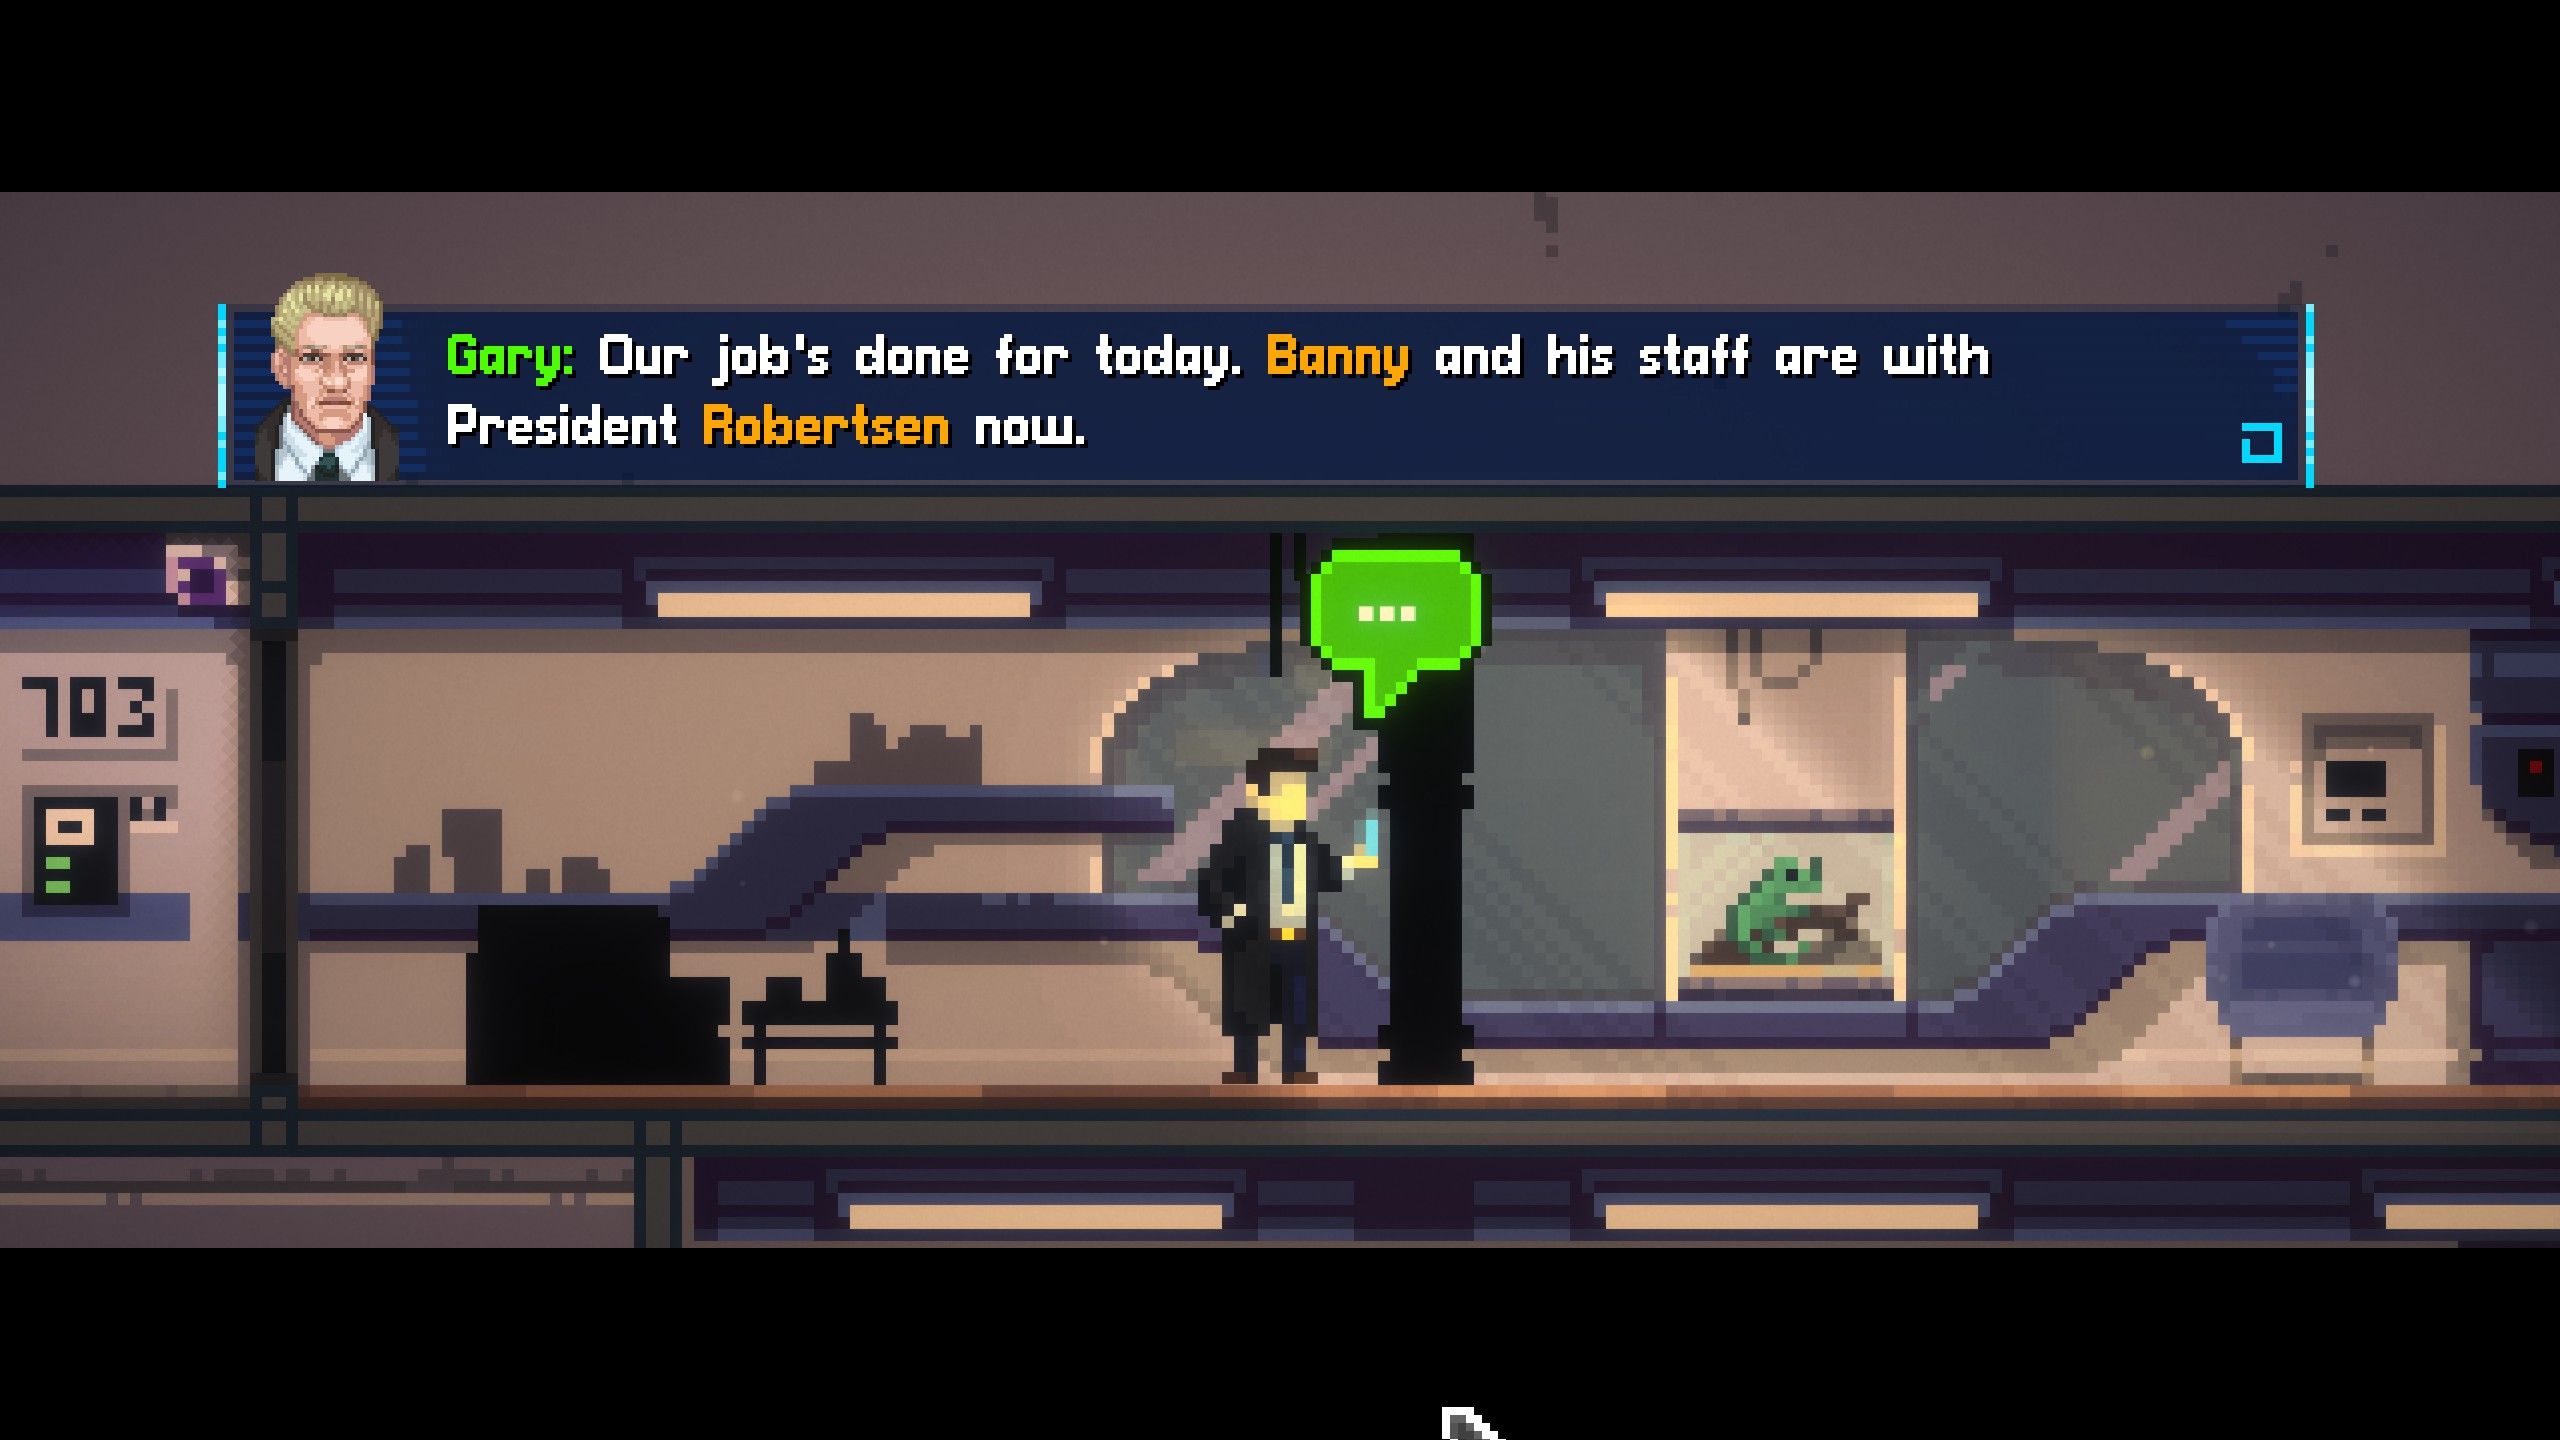 Gary: Our job's done for today. Banny and his staff are with
President Robertsen now.
...
703